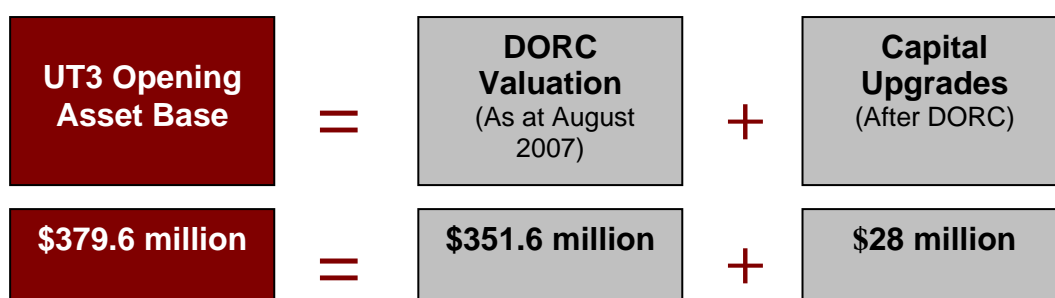 UT3 Opening
Asset Base
=
DORC
Valuation
(As at August
2007)
+
Capital
Upgrades
(After DORC)
$379.6 million
=
$351.6 million
+
$28 million